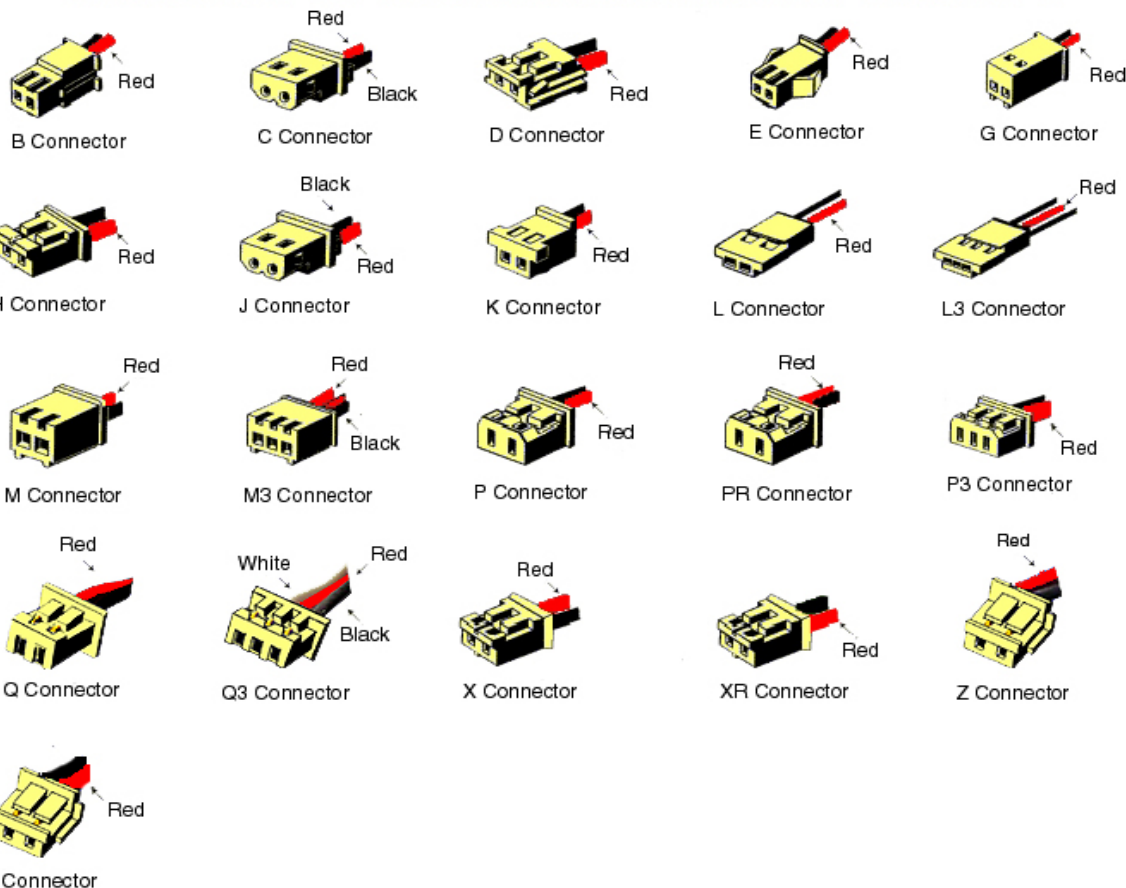 Red
Red
Black
Red
Red
Red
B Connector
C Connector
D Connector
E Connector
G Connector
Red
Black
Red
Red
Red
Red
H Connector
J Connector
K Connector
L Connector
L3 Connector
Red
Red
Black
Red
Red
Red
M Connector
M3 Connector
P Connector
PR Connector
P3 Connector
Red
White
Red
Black
Red
Red
Red
Q Connector
Q3 Connector
X Connector
XR Connector
Z Connector
Red
Connector